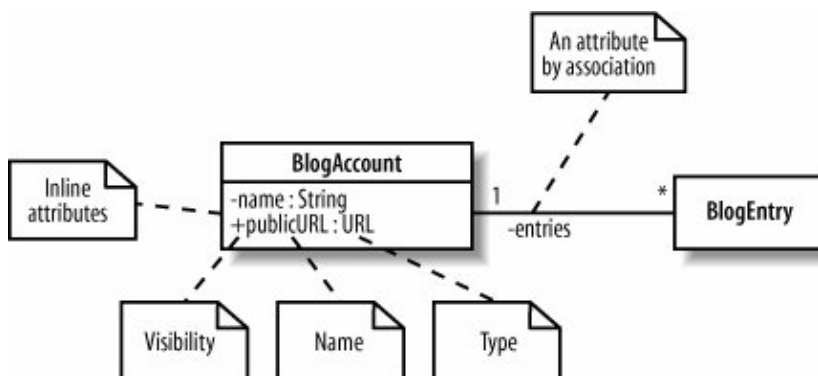 An attribute
by association
BlogAccount
Inline
attributes
-name : String
+publicURL : URL
1
*
-entries
BlogEntry
Visibility
Name
Type